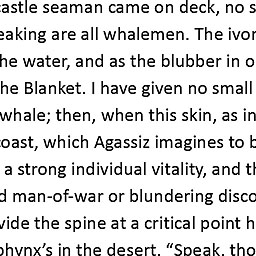 castle seaman came on deck, no s
eaking are all whalemen. The ivor
he water, and as the blubber in o
he Blanket. I have given no small
whale; then, when this skin, as in
coast, which Agassiz imagines to b
a strong individual vitality, and th
d man-of-war or blundering disco
vide the spine at a critical point h
phynx’s in the desert. “Speak, tho